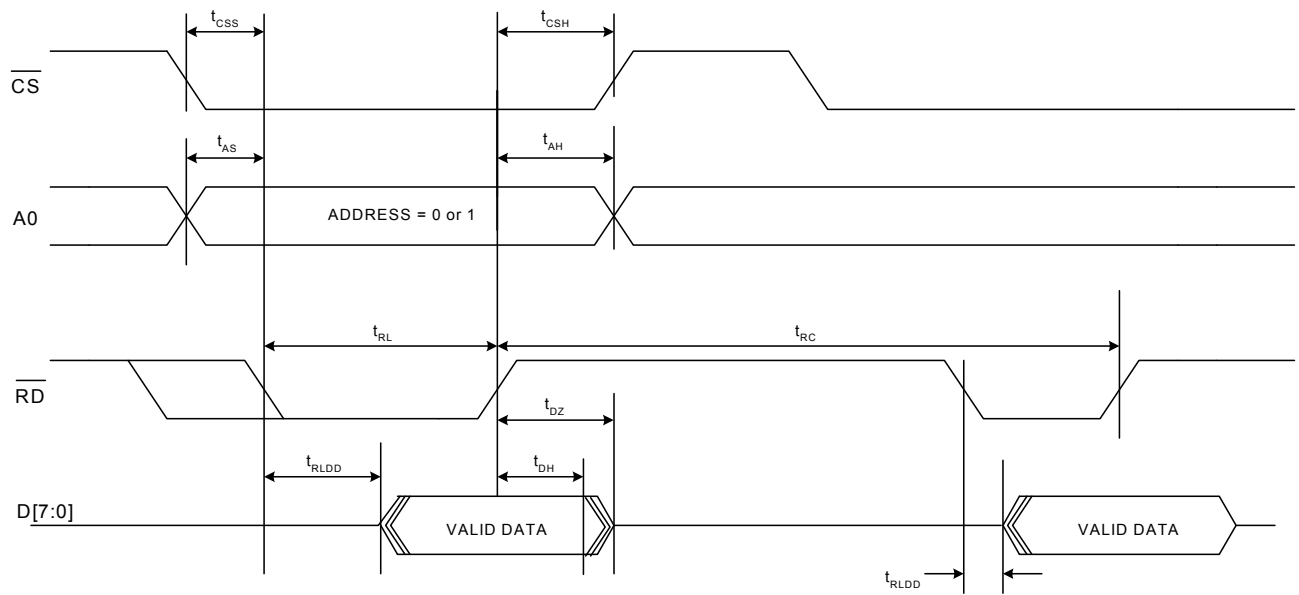 tCSS
tCSH
CS
tAS
tAH
A0
ADDRESS = 0 or 1
tRL
tRC
RD
tDZ
tRLDD
tDH
D[7:0]
VALID DATA
VALID DATA
tRLDD